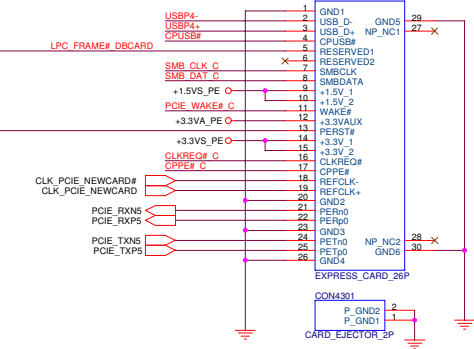 1 GND1 GND5 29
USBP4- 2 USB_D- NP_NC1 27
USBP4+ 3 USB_D+
CPUSB# 4 CPUSB#
LPC_FRAME#_DBCARD 5 RESERVED1
6 RESERVED2
SMB_CLK_C 7 SMBCLK
SMB_DAT_C 8 SMBDATA
+1.5VS_PE 9 +1.5V_1
10 +1.5V_2
PCIE_WAKE#_C 11 WAKE#
+3.3VA_PE 12 +3.3VAUX
13 PERST#
+3.3VS_PE 14 +3.3V_1
15 +3.3V_2
CLKREQ#_C 16 CLKREQ#
CPPE#_C 17 CPPE#
CLK_PCIE_NEWCARD# 18 REFCLK-
CLK_PCIE_NEWCARD 19 REFCLK+
20 GND2
PCIE_RXN5 21 PERn0
PCIE_RXP5 22 PERp0
23 GND3
PCIE_TXN5 24 PETn0 NP_NC2 28
PCIE_TXP5 25 PETp0 GND6 30
26 GND4
EXPRESS_CARD_26P
CON4301
P_GND2 2
P_GND1 1
CARD_EJECTOR_2P